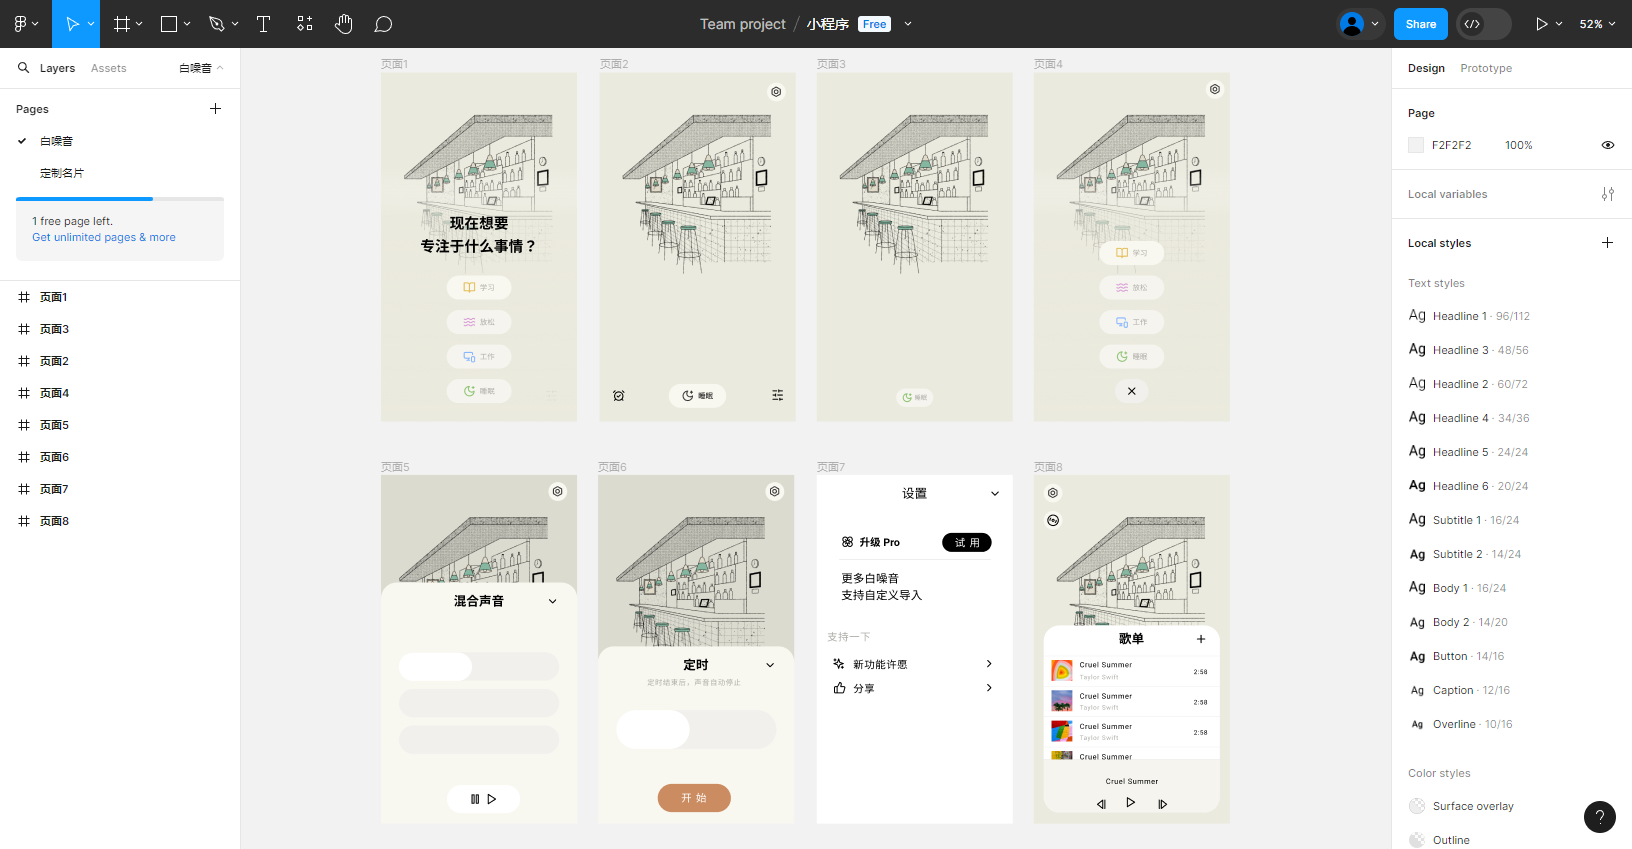 Team project / 小程序 Free
Share
52%
Layers
Assets
白噪音
Pages
白噪音
定制名片
1 free page left.
Get unlimited pages & more
页面1
页面3
页面2
页面4
页面5
页面6
页面7
页面8
页面1
现在想要
专注于什么事情？
学习
放松
工作
睡眠
页面2
睡眠
页面3
睡眠
页面4
学习
放松
工作
睡眠
页面5
混合声音
页面6
定时
定时结束后，声音自动停止
开 始
页面7
设置
升级 Pro
试 用
更多白噪音
支持自定义导入
支持一下
新功能许愿
分享
页面8
歌单
Cruel Summer
Taylor Swift
2:58
Cruel Summer
Taylor Swift
2:58
Cruel Summer
Taylor Swift
2:58
Cruel Summer
Cruel Summer
Design
Prototype
Page
F2F2F2
100%
Local variables
Local styles
Text styles
Ag Headline 1 · 96/112
Ag Headline 3 · 48/56
Ag Headline 2 · 60/72
Ag Headline 4 · 34/36
Ag Headline 5 · 24/24
Ag Headline 6 · 20/24
Ag Subtitle 1 · 16/24
Ag Subtitle 2 · 14/24
Ag Body 1 · 16/24
Ag Body 2 · 14/20
Ag Button · 14/16
Ag Caption · 12/16
Ag Overline · 10/16
Color styles
Surface overlay
Outline
?